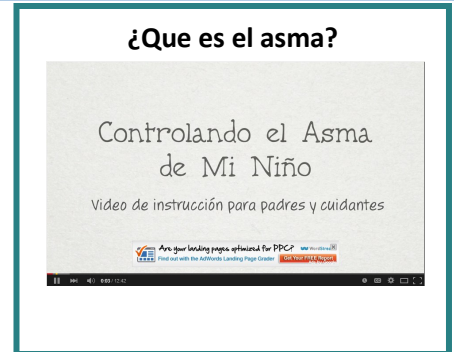 ¿Que es el asma?
Controlando el Asma
de Mi Niño
Video de instrucción para padres y cuidantes
Are your landing pages optimized for PPC? WordStream
Find out with the AdWords Landing Page Grader Get Your FREE Report
0:03 / 12:42